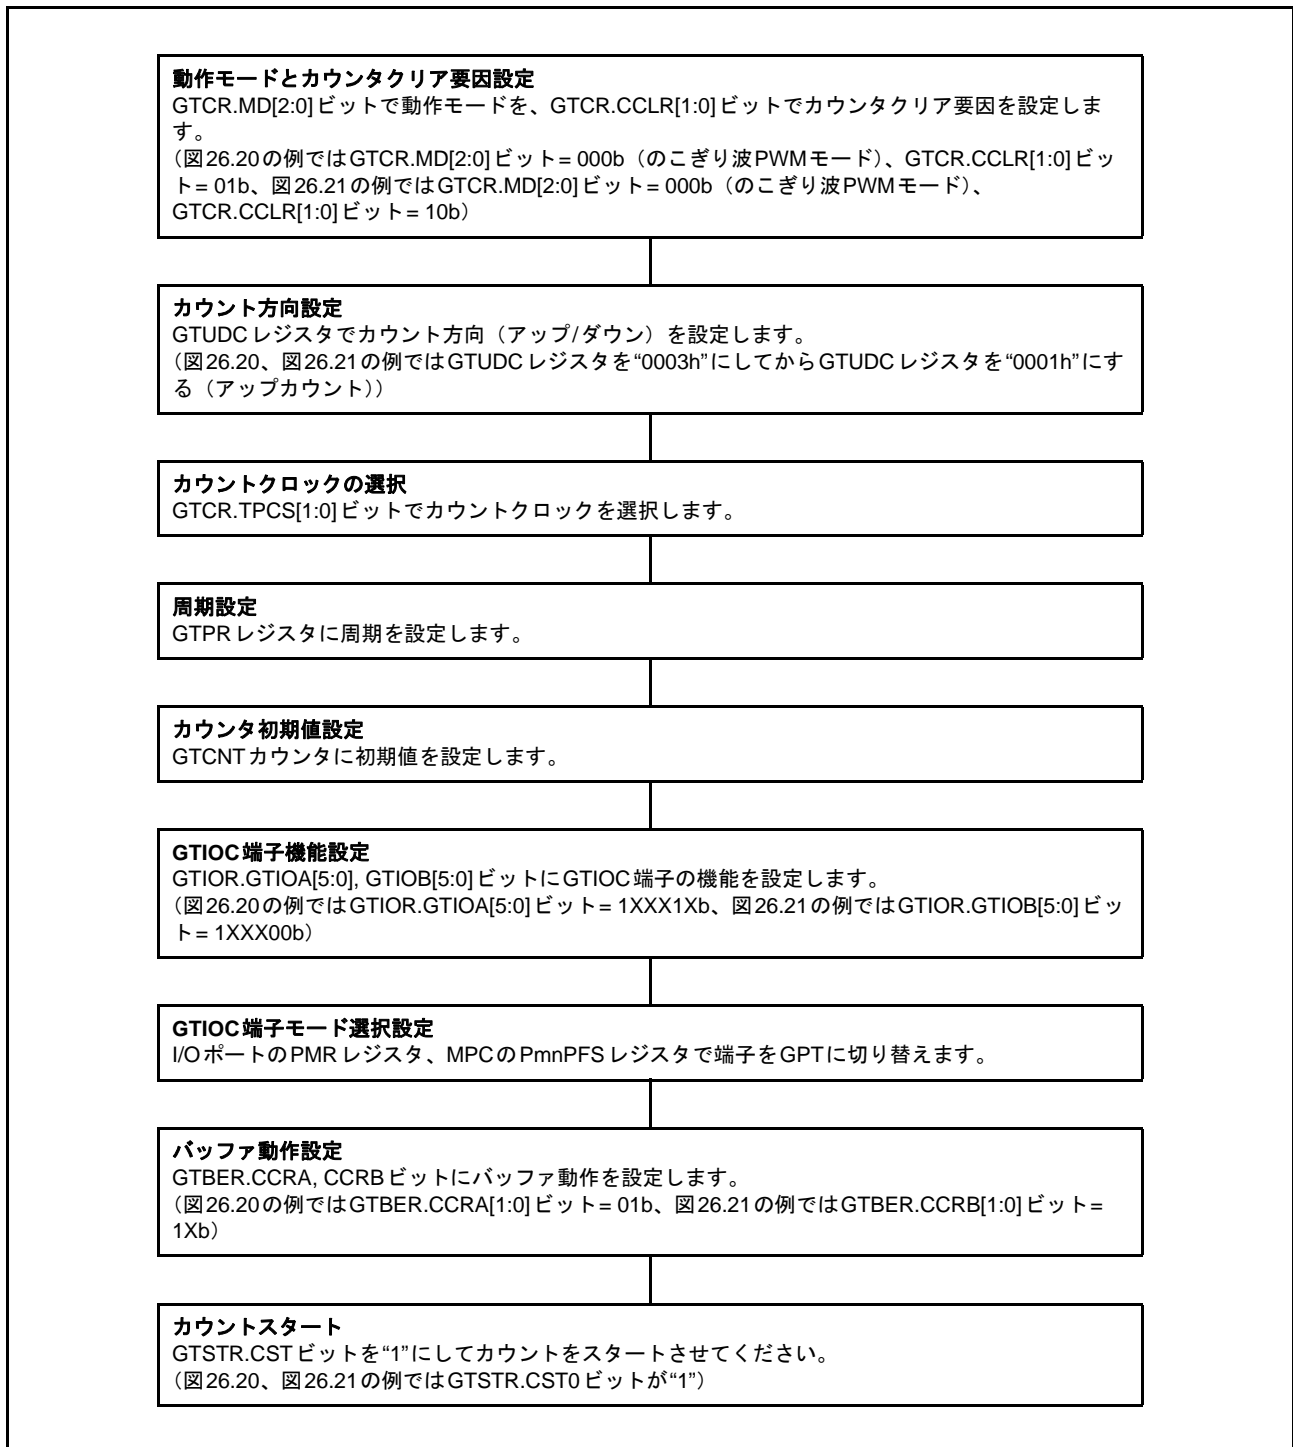 動作モードとカウンタクリア要因設定
GTCR.MD[2:0]ビットで動作モードを、GTCR.CCLR[1:0]ビットでカウンタクリア要因を設定しま
す。
（図26.20の例ではGTCR.MD[2:0]ビット= 000b（のこぎり波PWMモード）、GTCR.CCLR[1:0]ビッ
ト= 01b、図26.21の例ではGTCR.MD[2:0]ビット= 000b（のこぎり波PWMモード）、
GTCR.CCLR[1:0]ビット= 10b）
カウント方向設定
GTUDCレジスタでカウント方向（アップ/ダウン）を設定します。
（図26.20、図26.21の例ではGTUDCレジスタを“0003h”にしてからGTUDCレジスタを“0001h”にす
る（アップカウント））
カウントクロックの選択
GTCR.TPCS[1:0]ビットでカウントクロックを選択します。
周期設定
GTPRレジスタに周期を設定します。
カウンタ初期値設定
GTCNTカウンタに初期値を設定します。
GTIOC端子機能設定
GTIOR.GTIOA[5:0], GTIOB[5:0]ビットにGTIOC端子の機能を設定します。
（図26.20の例ではGTIOR.GTIOA[5:0]ビット= 1XXX1Xb、図26.21の例ではGTIOR.GTIOB[5:0]ビッ
ト= 1XXX00b）
GTIOC端子モード選択設定
I/OポートのPMRレジスタ、MPCのPmnPFSレジスタで端子をGPTに切り替えます。
バッファ動作設定
GTBER.CCRA, CCRBビットにバッファ動作を設定します。
（図26.20の例ではGTBER.CCRA[1:0]ビット= 01b、図26.21の例ではGTBER.CCRB[1:0]ビット=
1Xb）
カウントスタート
GTSTR.CSTビットを“1”にしてカウントをスタートさせてください。
（図26.20、図26.21の例ではGTSTR.CST0ビットが“1”）